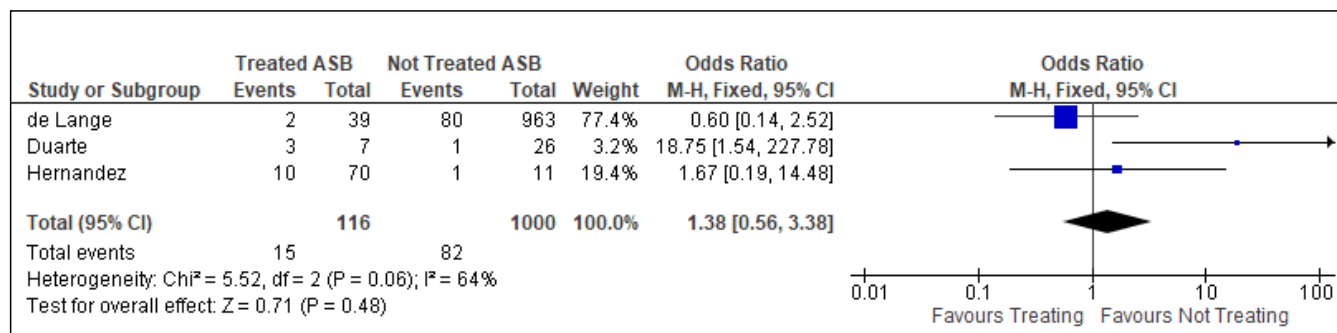 Treated ASB Not Treated ASB Odds Ratio Odds Ratio
Study or Subgroup Events Total Events Total Weight M-H, Fixed, 95% CI M-H, Fixed, 95% CI
de Lange 2 39 80 963 77.4% 0.60 [0.14, 2.52]
Duarte 3 7 1 26 3.2% 18.75 [1.54, 227.78]
Hernandez 10 70 1 11 19.4% 1.67 [0.19, 14.48]
Total (95% CI) 116 1000 100.0% 1.38 [0.56, 3.38]
Total events 15 82
Heterogeneity: Chi² = 5.52, df = 2 (P = 0.06); I² = 64%
Test for overall effect: Z = 0.71 (P = 0.48)
0.01 0.1 1 10 100
Favours Treating Favours Not Treating